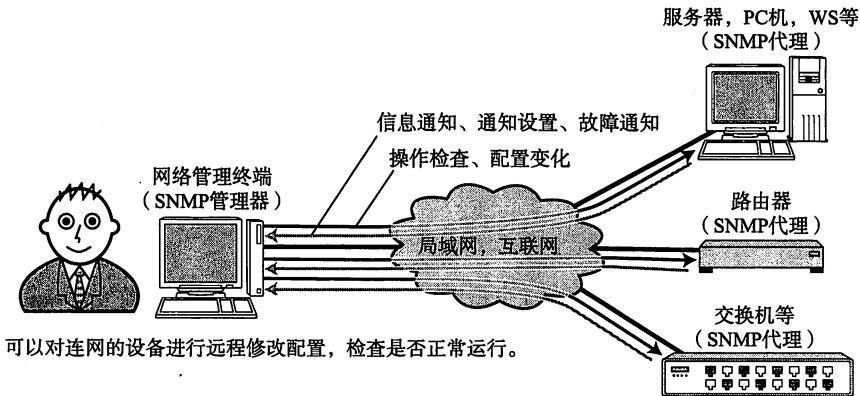 服务器，PC机，WS等
（SNMP代理）
信息通知、通知设置、故障通知
操作检查、配置变化
网络管理终端
（SNMP管理器）
路由器
（SNMP代理）
局域网，互联网
交换机等
（SNMP代理）
可以对连网的设备进行远程修改配置，检查是否正常运行。